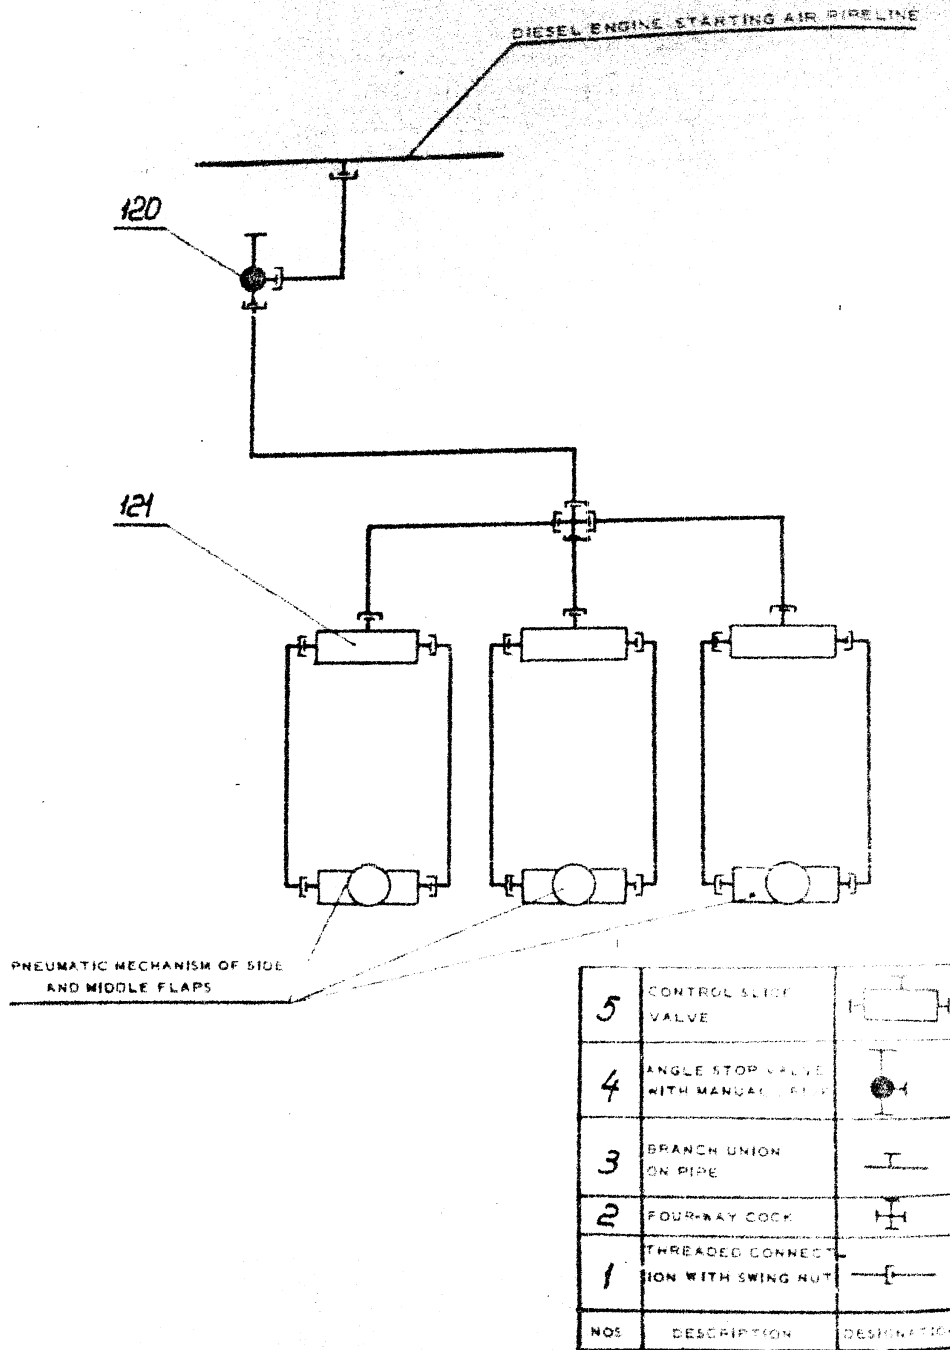 DIESEL ENGINE STARTING AIR PIPELINE
120
121
PNEUMATIC MECHANISM OF SIDE
AND MIDDLE FLAPS
5 CONTROL SLIDE
VALVE
4 ANGLE STOP VALVE
WITH MANUAL
3 BRANCH UNION
ON PIPE
2 FOUR-WAY COCK
1 THREADED CONNECT-
ION WITH SWING NUT
NOS DESCRIPTION DESIGNATION